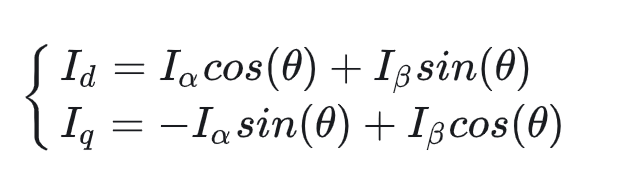 I_d = I_α cos(θ) + I_β sin(θ)
I_q = −I_α sin(θ) + I_β cos(θ)